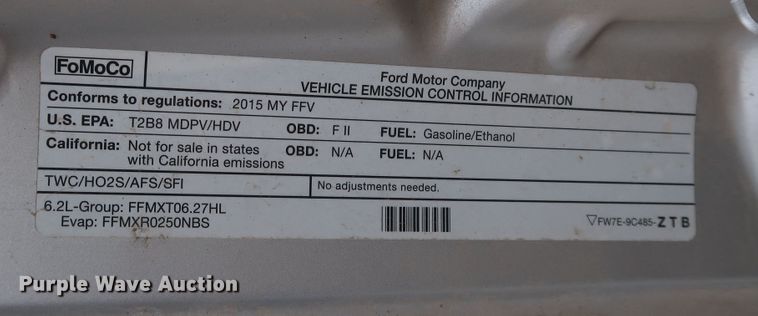 FoMoCo
Ford Motor Company
VEHICLE EMISSION CONTROL INFORMATION
Conforms to regulations: 2015 MY FFV
U.S. EPA: T2B8 MDPV/HDV OBD: F II FUEL: Gasoline/Ethanol
California: Not for sale in states with California emissions OBD: N/A FUEL: N/A
TWC/HO2S/AFS/SFI No adjustments needed.
6.2L-Group: FFMXT06.27HL
Evap: FFMXR0250NBS
▽FW7E-9C485-ZTB
Purple Wave Auction